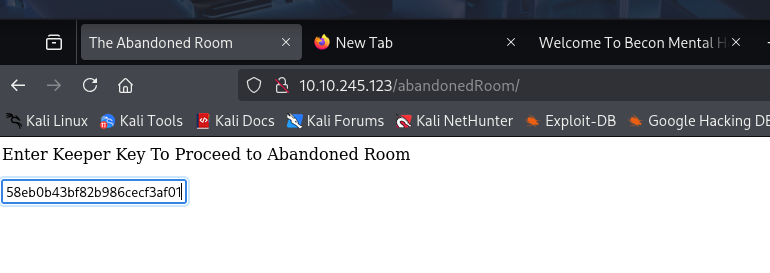 The Abandoned Room
New Tab
Welcome To Becon Mental H
10.10.245.123/abandonedRoom/
Kali Linux
Kali Tools
Kali Docs
Kali Forums
Kali NetHunter
Exploit-DB
Google Hacking DB
Enter Keeper Key To Proceed to Abandoned Room
58eb0b43bf82b986cecf3af01